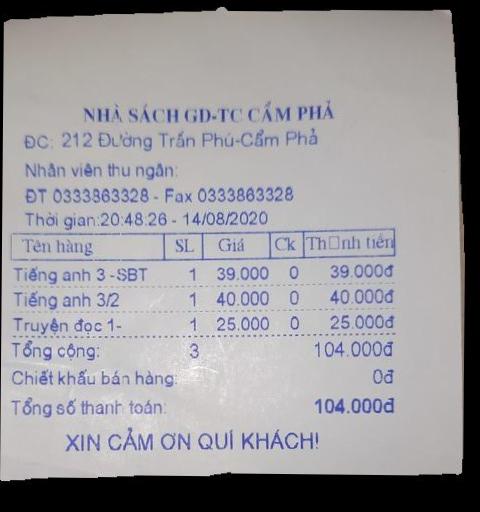 NHÀ SÁCH GD-TC CẨM PHẢ
ĐC: 212 Đường Trần Phú-Cẩm Phả
Nhân viên thu ngân:
ĐT 0333863328 - Fax 0333863328
Thời gian:20:48:26 - 14/08/2020
Tên hàng SL Giá Ck Th□nh tiền
Tiếng anh 3 -SBT 1 39.000 0 39.000đ
Tiếng anh 3/2 1 40.000 0 40.000đ
Truyện đọc 1- 1 25.000 0 25.000đ
Tổng cộng: 3 104.000đ
Chiết khấu bán hàng: 0đ
Tổng số thanh toán: 104.000đ
XIN CẢM ƠN QUÍ KHÁCH!